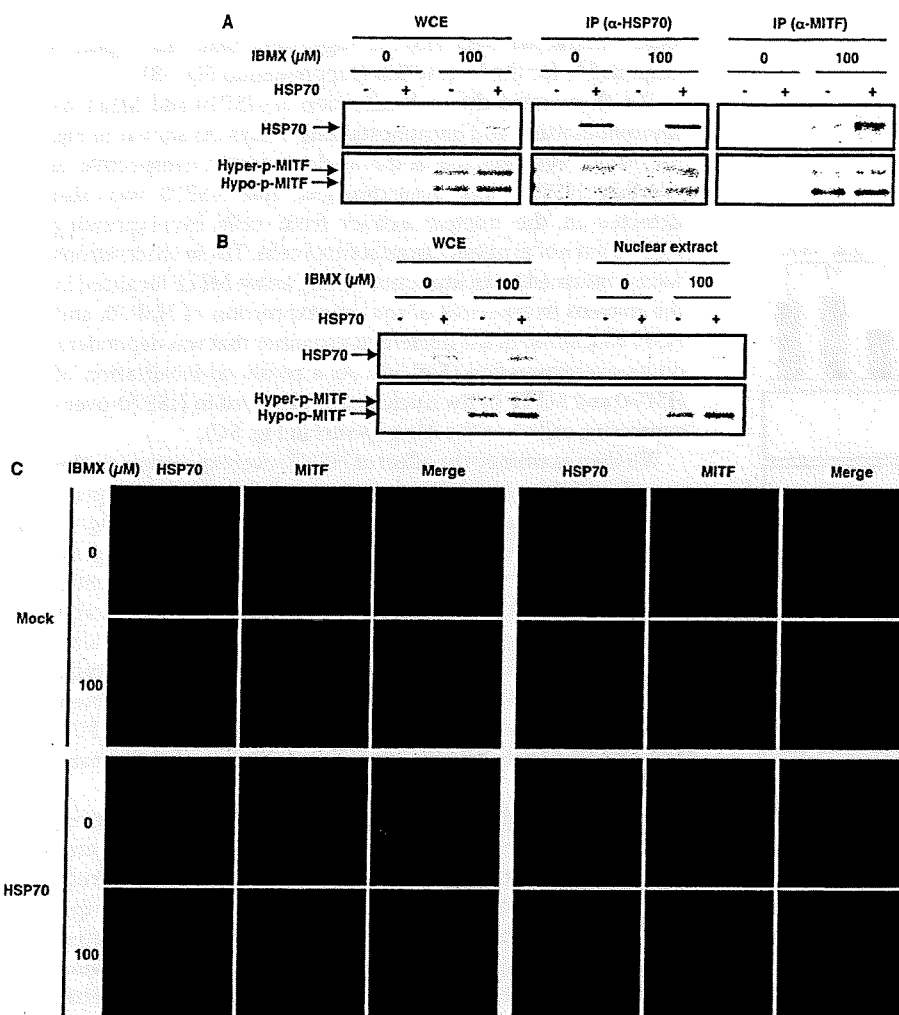 A
WCE
IP (α-HSP70)
IP (α-MITF)
IBMX (µM)
0
100
0
100
0
100
HSP70
-
+
-
+
-
+
-
+
-
+
-
+
HSP70
Hyper-p-MITF
Hypo-p-MITF
B
WCE
Nuclear extract
IBMX (µM)
0
100
0
100
HSP70
-
+
-
+
-
+
-
+
HSP70
Hyper-p-MITF
Hypo-p-MITF
C
IBMX (µM)
HSP70
MITF
Merge
HSP70
MITF
Merge
Mock
0
100
HSP70
0
100